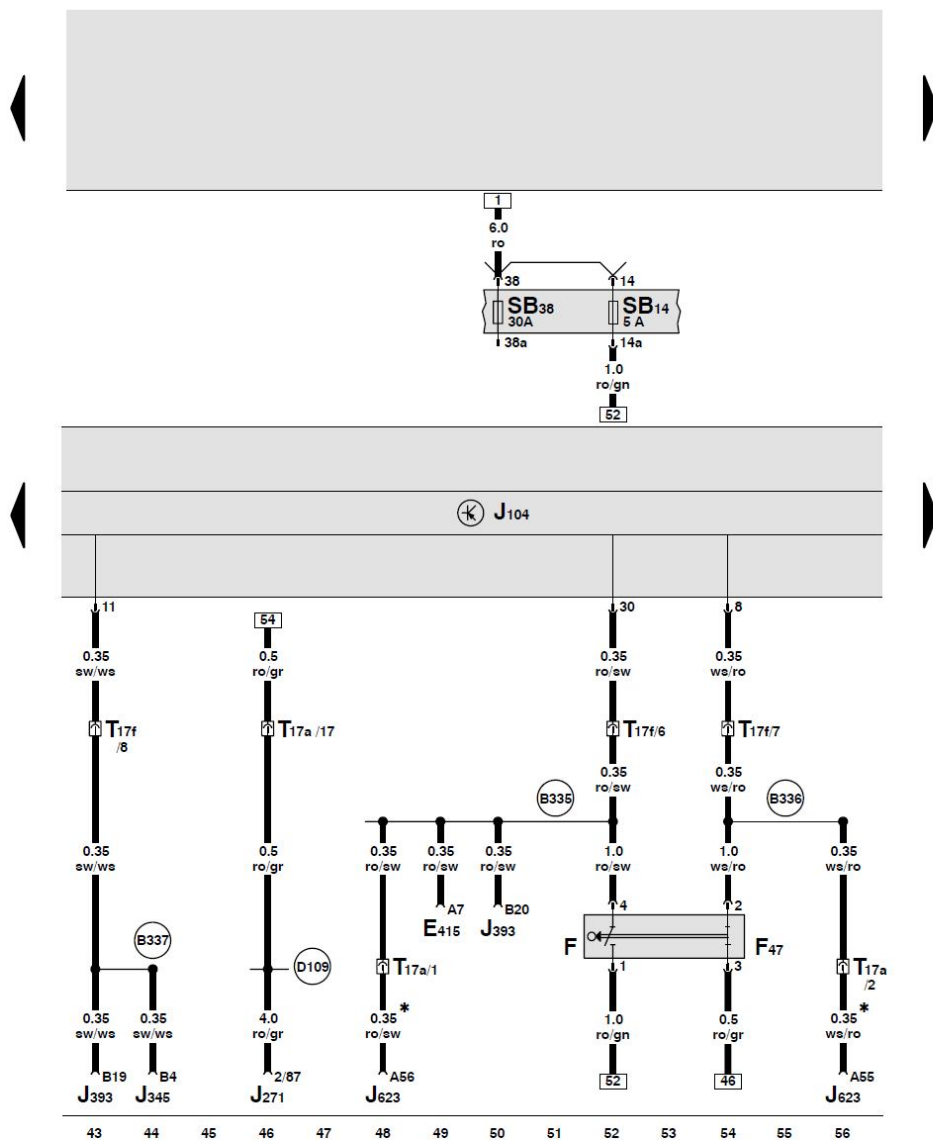 1
6.0
ro
38 14
SB38 SB14
30A 5 A
38a 14a
1.0
ro/gn
52
J104
11 30 8
54
0.35 0.5 0.35 0.35
sw/ws ro/gr ro/sw ws/ro
T17f T17a /17 T17f/6 T17f/7
/8
0.35 0.35
ro/sw ws/ro
B335 B336
0.35 0.5 0.35 0.35 0.35 1.0 1.0 0.35
sw/ws ro/gr ro/sw ro/sw ro/sw ro/sw ws/ro ws/ro
A7 B20 4 2
E415 J393
B337 F F47
D109 T17a/1 1 3 T17a
/2
* *
0.35 0.35 4.0 0.35 1.0 0.5 0.35
sw/ws sw/ws ro/gr ro/sw ro/gn ro/gr ws/ro
B19 B4 2/87 A56 52 46 A55
J393 J345 J271 J623 J623
43 44 45 46 47 48 49 50 51 52 53 54 55 56